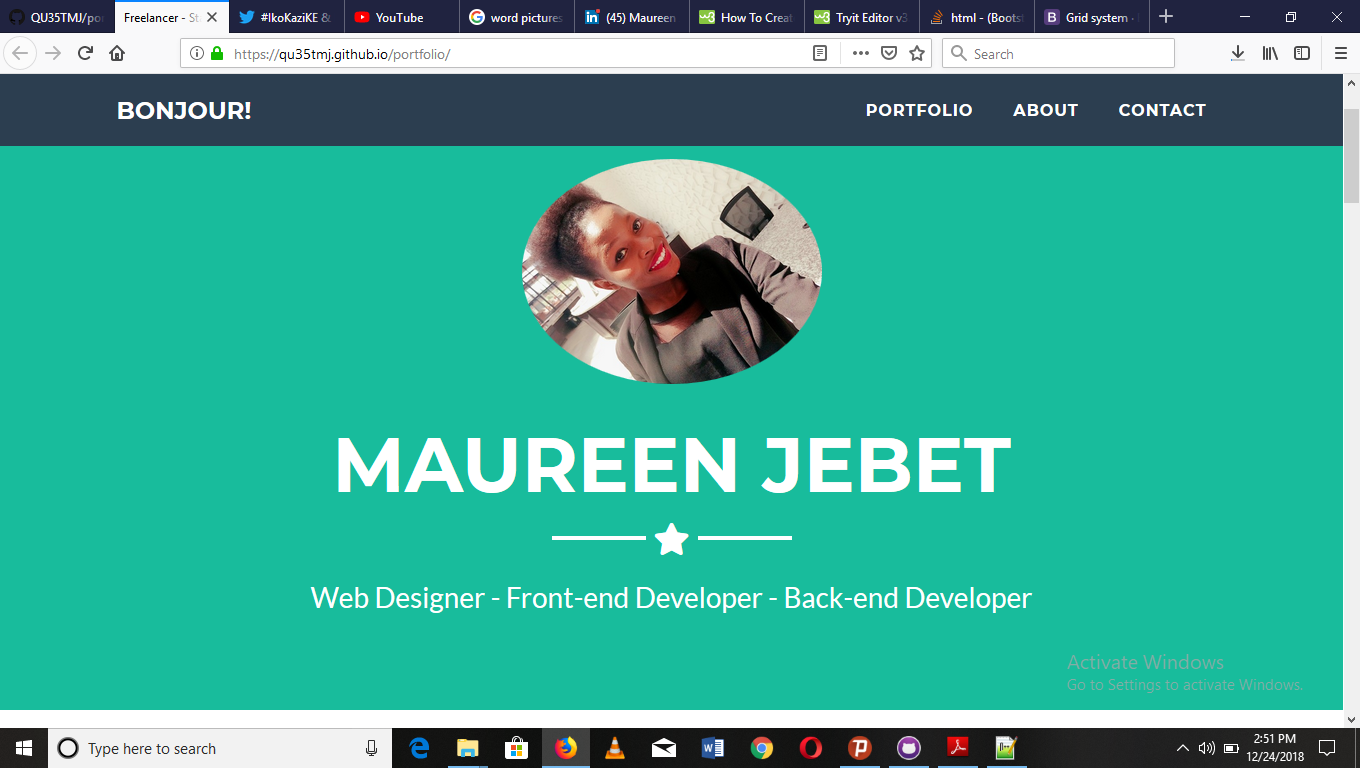 QU35TMJ/por
Freelancer - St
#IkoKaziKE &
YouTube
word pictures
(45) Maureen
How To Creat
Tryit Editor v3
html - (Boots
Grid system ·
https://qu35tmj.github.io/portfolio/
Search
BONJOUR!
PORTFOLIO
ABOUT
CONTACT
MAUREEN JEBET
Web Designer - Front-end Developer - Back-end Developer
Activate Windows
Go to Settings to activate Windows.
Type here to search
2:51 PM
12/24/2018